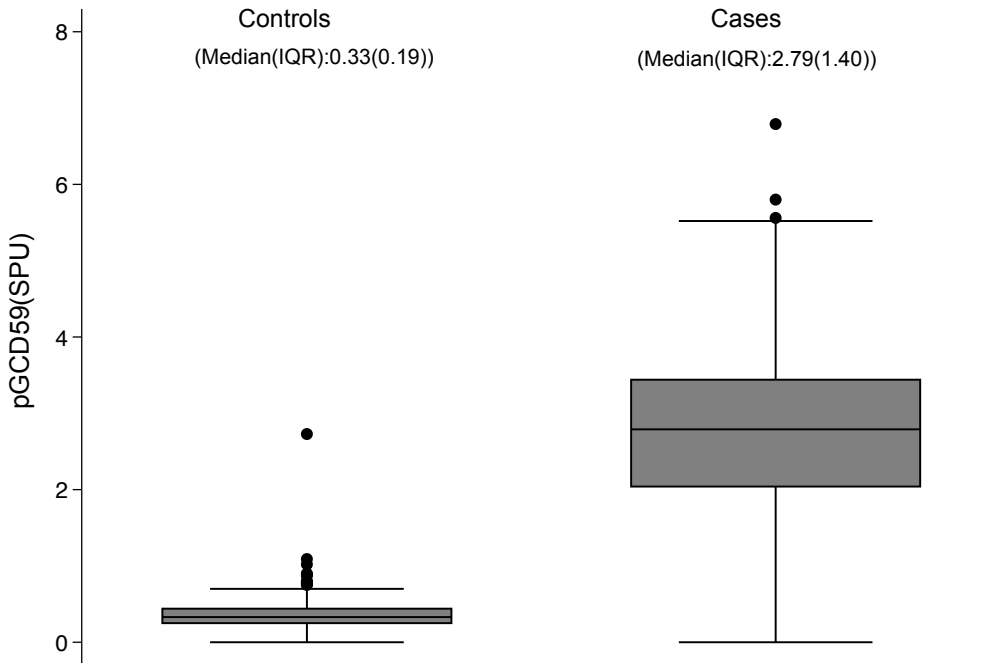 Controls
Cases
(Median(IQR):0.33(0.19))
(Median(IQR):2.79(1.40))
pGCD59(SPU)
8
6
4
2
0